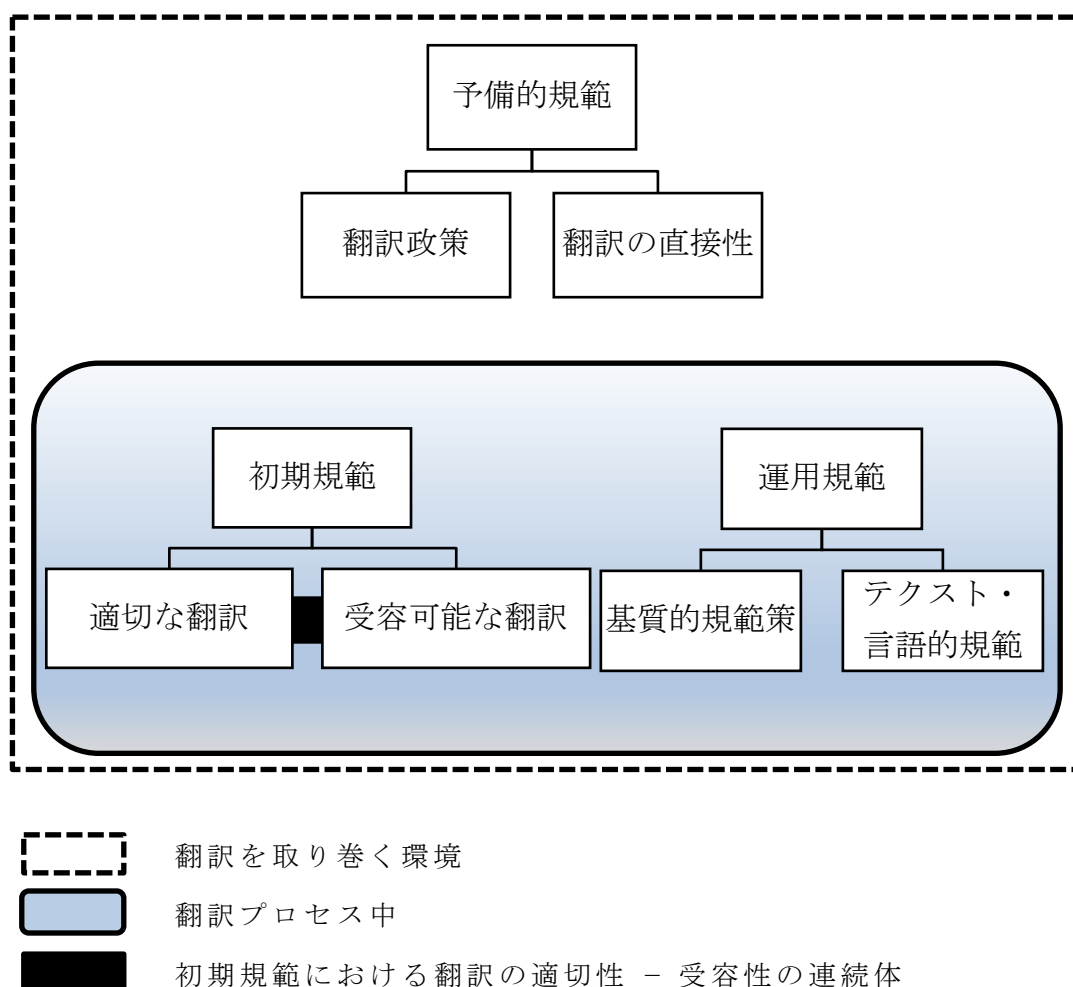 予備的規範
翻訳政策
翻訳の直接性
初期規範
運用規範
適切な翻訳
受容可能な翻訳
基質的規範策
テクスト・
言語的規範
翻訳を取り巻く環境
翻訳プロセス中
初期規範における翻訳の適切性 − 受容性の連続体